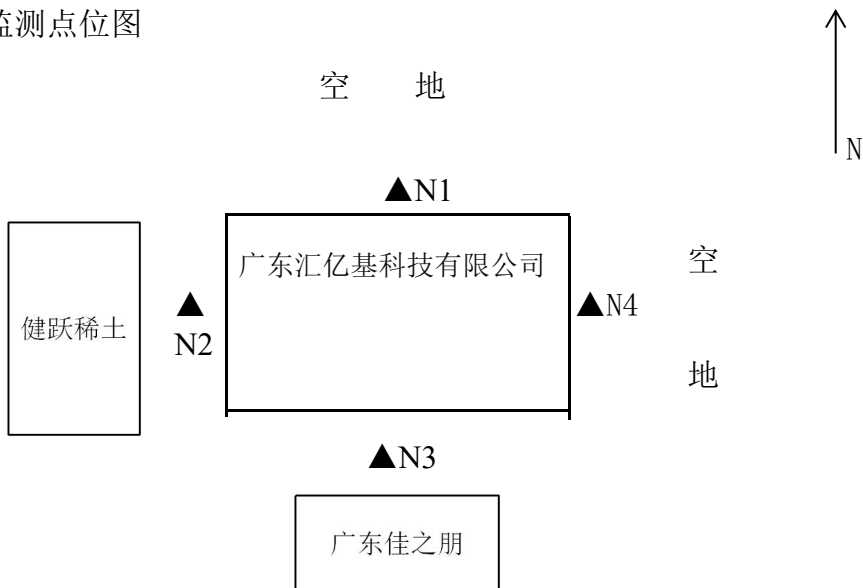 监测点位图
空 地
N
▲N1
广东汇亿基科技有限公司
空
▲
▲N4
健跃稀土
N2
地
▲N3
广东佳之朋